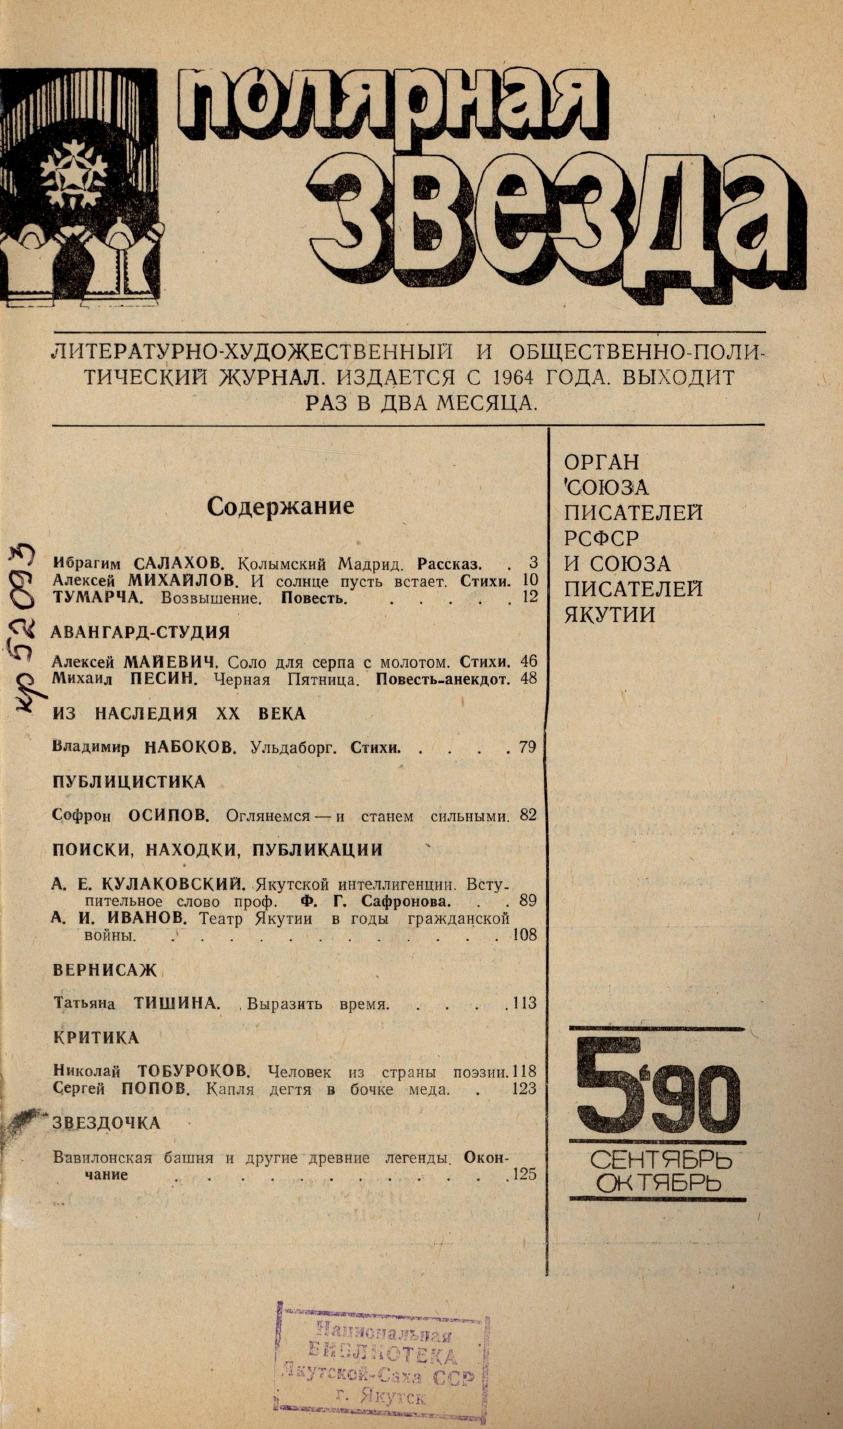 полярная
звезда
ЛИТЕРАТУРНО-ХУДОЖЕСТВЕННЫЙ И ОБЩЕСТВЕННО-ПОЛИ-
ТИЧЕСКИЙ ЖУРНАЛ. ИЗДАЕТСЯ С 1964 ГОДА. ВЫХОДИТ
РАЗ В ДВА МЕСЯЦА.
Содержание
Ибрагим САЛАХОВ. Колымский Мадрид. Рассказ. . 3
Алексей МИХАЙЛОВ. И солнце пусть встает. Стихи. 10
ТУМАРЧА. Возвышение. Повесть. . . . . . 12
АВАНГАРД-СТУДИЯ
Алексей МАЙЕВИЧ. Соло для серпа с молотом. Стихи. 46
Михаил ПЕСИН. Черная Пятница. Повесть-анекдот. 48
ИЗ НАСЛЕДИЯ XX ВЕКА
Владимир НАБОКОВ. Ульдаборг. Стихи. . . . . 79
ПУБЛИЦИСТИКА
Софрон ОСИПОВ. Оглянемся — и станем сильными. 82
ПОИСКИ, НАХОДКИ, ПУБЛИКАЦИИ
А. Е. КУЛАКОВСКИЙ. Якутской интеллигенции. Всту-
пительное слово проф. Ф. Г. Сафронова. . . 89
А. И. ИВАНОВ. Театр Якутии в годы гражданской
войны. . . . . . . . . . . . . 108
ВЕРНИСАЖ
Татьяна ТИШИНА. Выразить время. . . . . 113
КРИТИКА
Николай ТОБУРОКОВ. Человек из страны поэзии. 118
Сергей ПОПОВ. Капля дегтя в бочке меда. . 123
ЗВЕЗДОЧКА
Вавилонская башня и другие древние легенды. Окон-
чание . . . . . . . . . . . . 125
ОРГАН
СОЮЗА
ПИСАТЕЛЕЙ
РСФСР
И СОЮЗА
ПИСАТЕЛЕЙ
ЯКУТИИ
5'90
СЕНТЯБРЬ
ОКТЯБРЬ
Национальная
БИБЛИОТЕКА
Якутской-Саха ССР
г. Якутск